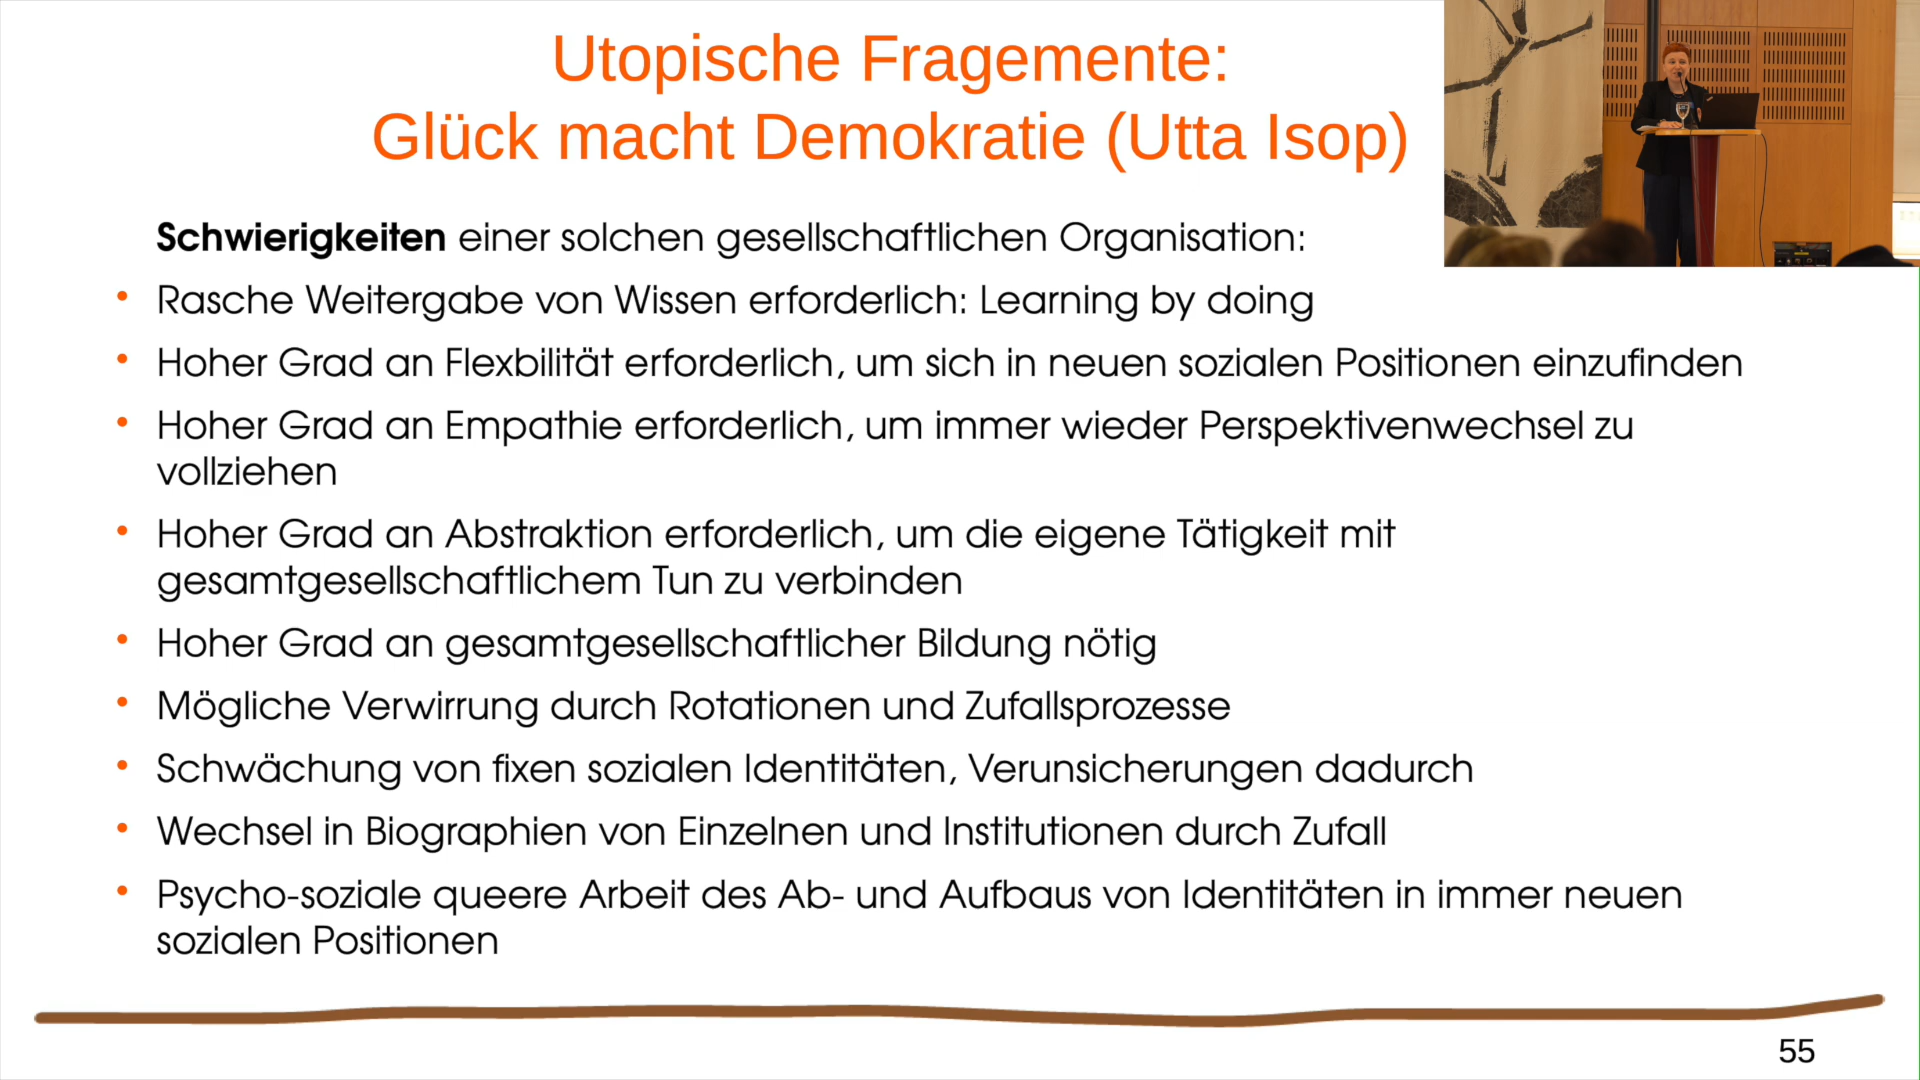 Utopische Fragemente:
Glück macht Demokratie (Utta Isop)
Schwierigkeiten einer solchen gesellschaftlichen Organisation:
• Rasche Weitergabe von Wissen erforderlich: Learning by doing
• Hoher Grad an Flexbilität erforderlich, um sich in neuen sozialen Positionen einzufinden
• Hoher Grad an Empathie erforderlich, um immer wieder Perspektivenwechsel zu
vollziehen
• Hoher Grad an Abstraktion erforderlich, um die eigene Tätigkeit mit
gesamtgesellschaftlichem Tun zu verbinden
• Hoher Grad an gesamtgesellschaftlicher Bildung nötig
• Mögliche Verwirrung durch Rotationen und Zufallsprozesse
• Schwächung von fixen sozialen Identitäten, Verunsicherungen dadurch
• Wechsel in Biographien von Einzelnen und Institutionen durch Zufall
• Psycho-soziale queere Arbeit des Ab- und Aufbaus von Identitäten in immer neuen
sozialen Positionen
55